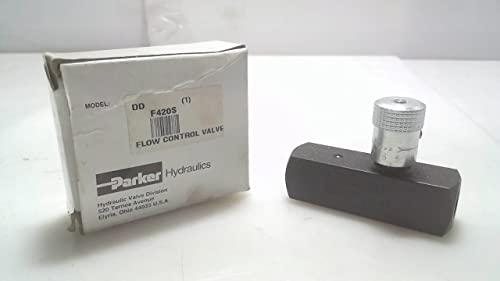 MODEL: DD (1)
F420S
FLOW CONTROL VALVE
Parker Hydraulics
Hydraulic Valve Division
520 Ternes Avenue
Elyria, Ohio 44035 U.S.A